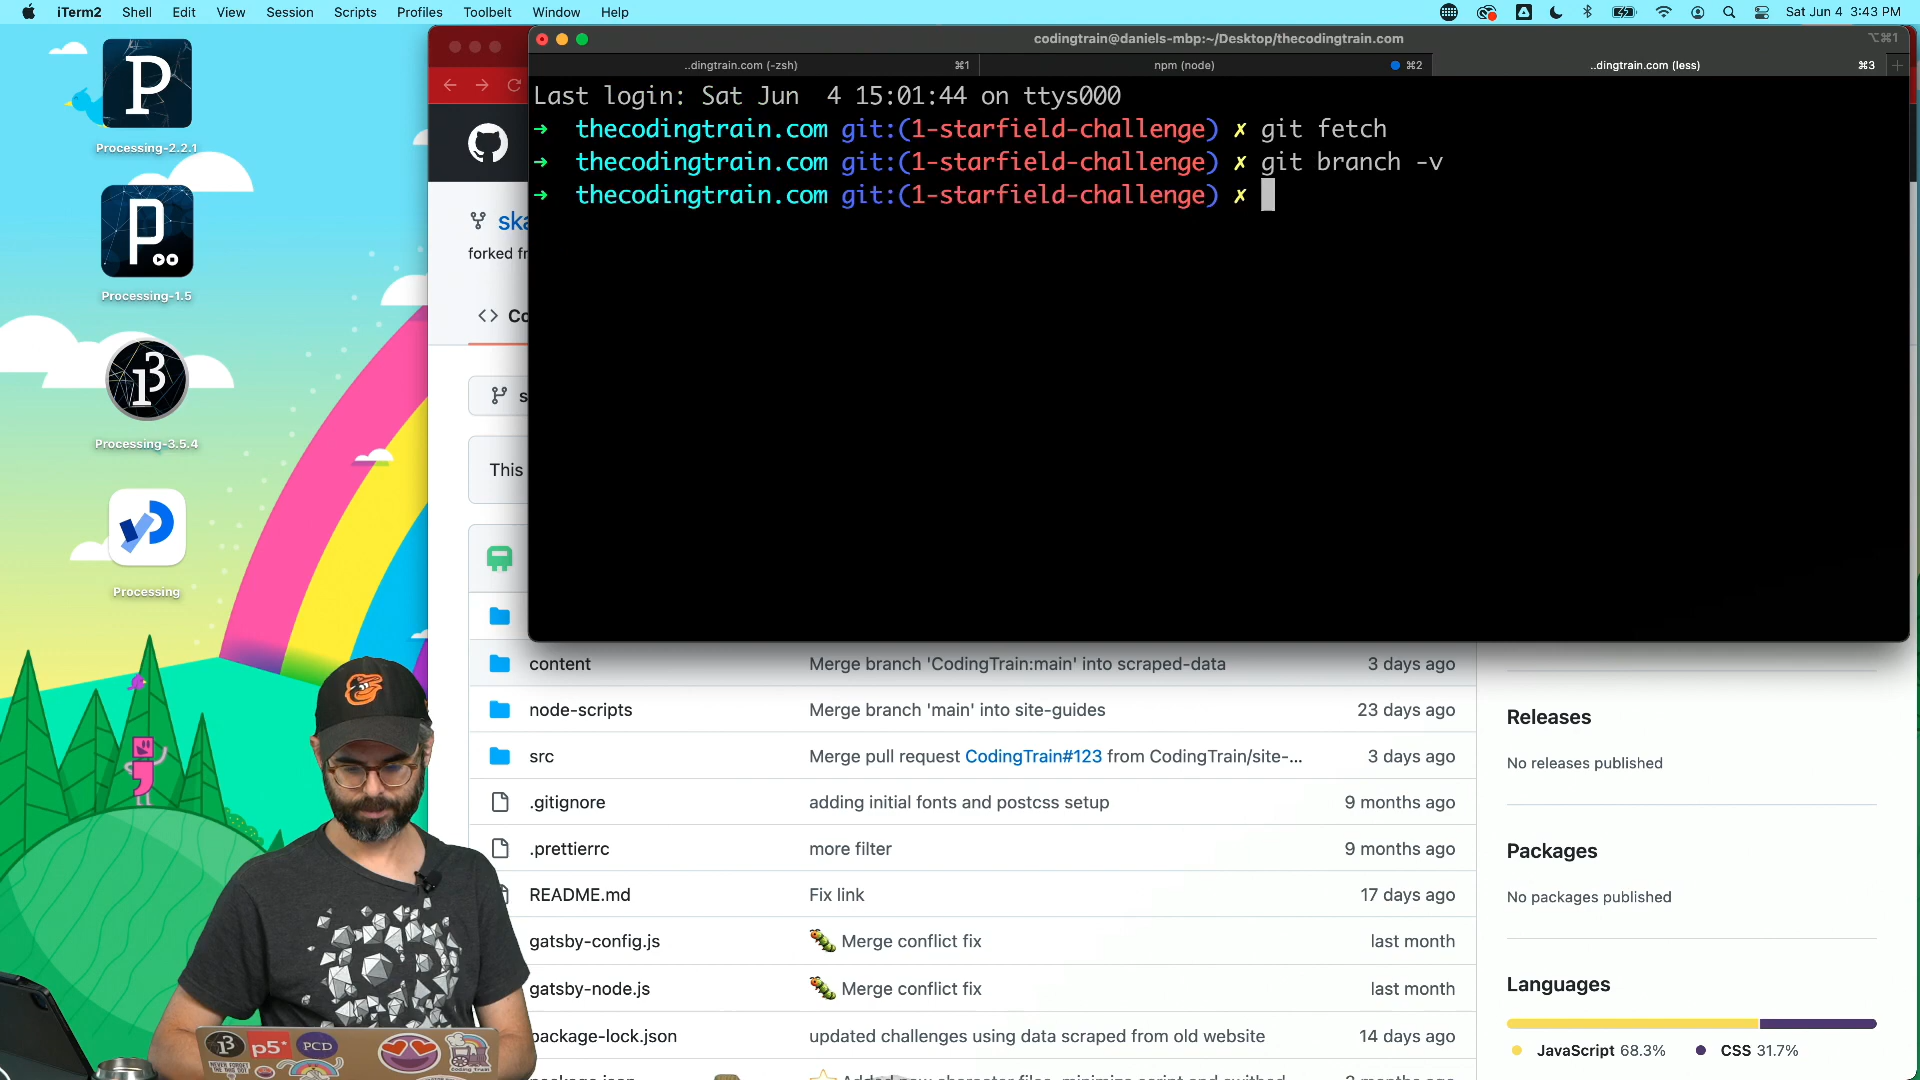 iTerm2 Shell Edit View Session Scripts Profiles Toolbelt Window Help
Sat Jun 4 3:43 PM
codingtrain@daniels-mbp:~/Desktop/thecodingtrain.com
⌥⌘1
..dingtrain.com (-zsh) ⌘1
npm (node) ⌘2
..dingtrain.com (less) ⌘3
Last login: Sat Jun  4 15:01:44 on ttys000
→ thecodingtrain.com git:(1-starfield-challenge) ✗ git fetch
→ thecodingtrain.com git:(1-starfield-challenge) ✗ git branch -v
→ thecodingtrain.com git:(1-starfield-challenge) ✗
Processing-2.2.1
Processing-1.5
Processing-3.5.4
Processing
ska
forked fr
<> Co
s
This
content Merge branch 'CodingTrain:main' into scraped-data 3 days ago
node-scripts Merge branch 'main' into site-guides 23 days ago
src Merge pull request CodingTrain#123 from CodingTrain/site-... 3 days ago
.gitignore adding initial fonts and postcss setup 9 months ago
.prettierrc more filter 9 months ago
README.md Fix link 17 days ago
gatsby-config.js 🐛 Merge conflict fix last month
gatsby-node.js 🐛 Merge conflict fix last month
package-lock.json updated challenges using data scraped from old website 14 days ago
Releases
No releases published
Packages
No packages published
Languages
JavaScript 68.3% CSS 31.7%
p5*
PCD